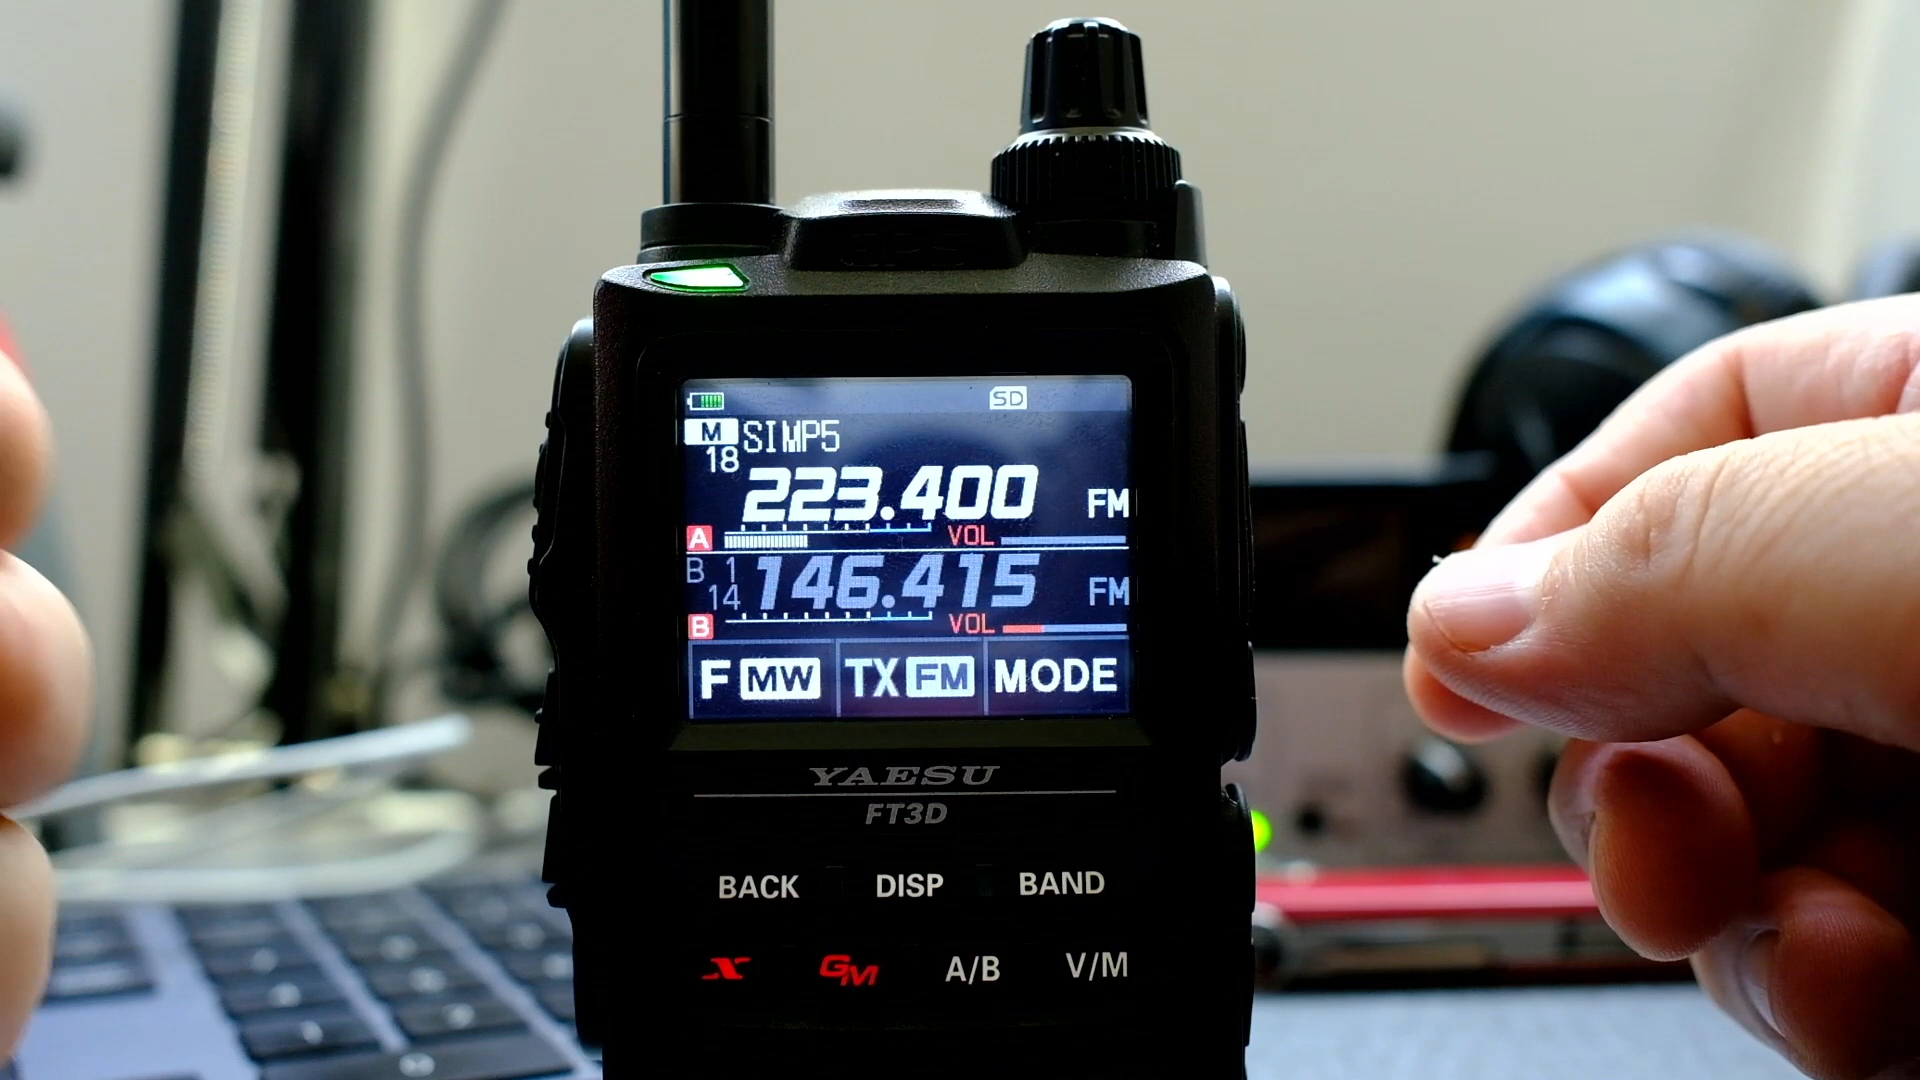 SD
M SIMP5
18
223.400 FM
A VOL
B 1 146.415 FM
14
B VOL
F MW TX FM MODE
YAESU
FT3D
BACK DISP BAND
X GM A/B V/M